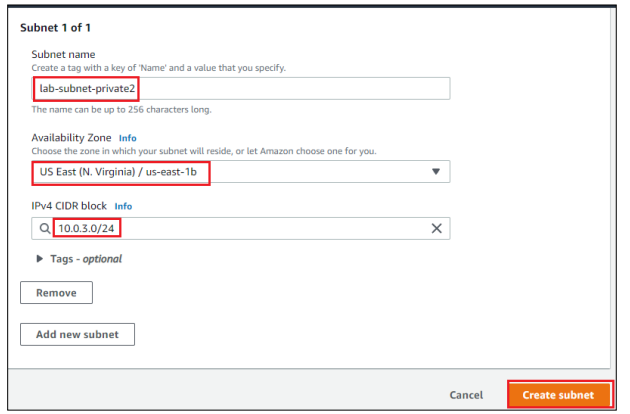 Subnet 1 of 1
Subnet name
Create a tag with a key of 'Name' and a value that you specify.
lab-subnet-private2
The name can be up to 256 characters long.
Availability Zone Info
Choose the zone in which your subnet will reside, or let Amazon choose one for you.
US East (N. Virginia) / us-east-1b
IPv4 CIDR block Info
10.0.3.0/24
Tags - optional
Remove
Add new subnet
Cancel Create subnet